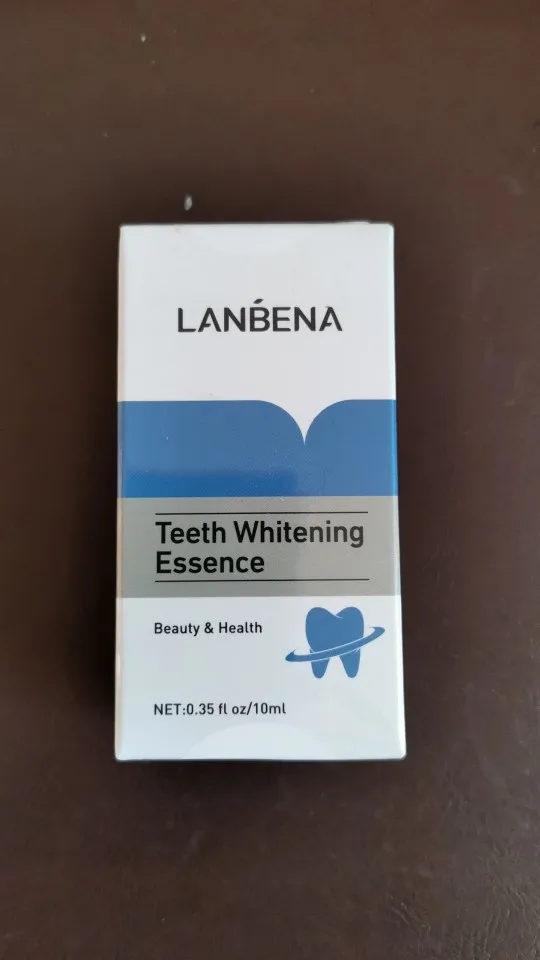 LANBENA
Teeth Whitening
Essence
Beauty & Health
NET:0.35 fl oz/10ml